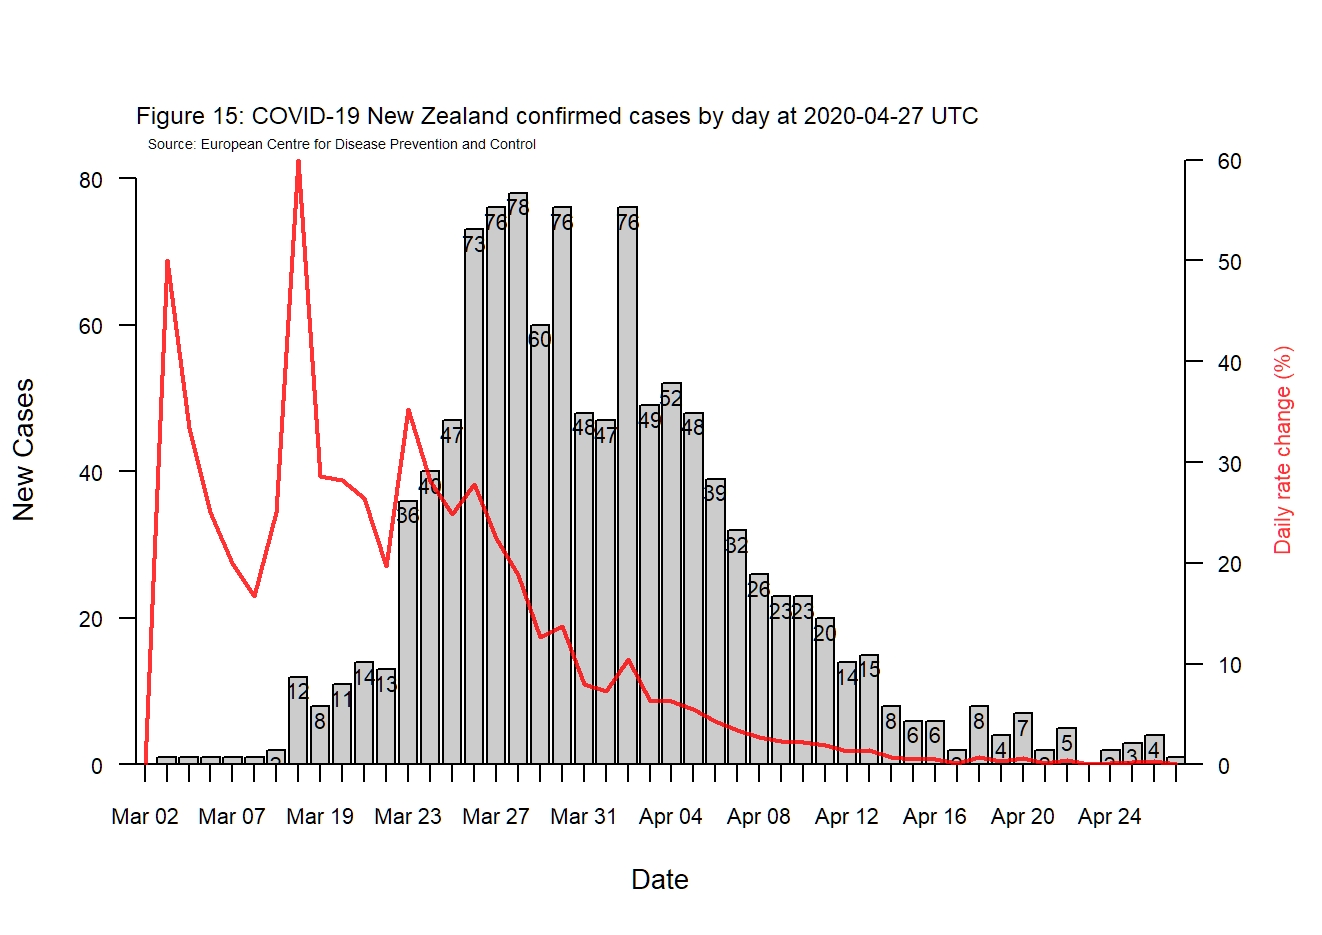 Figure 15: COVID-19 New Zealand confirmed cases by day at 2020-04-27 UTC
Source: European Centre for Disease Prevention and Control
80
60
40
20
0
New Cases
60
50
40
30
20
10
0
Daily rate change (%)
2 12 8 11 14 13 36 40 47 73 76 78 60 76 48 47 76 49 52 48 39 32 26 23 23 20 14 15 8 6 6 2 8 4 7 2 5 2 3 4
Mar 02 Mar 07 Mar 19 Mar 23 Mar 27 Mar 31 Apr 04 Apr 08 Apr 12 Apr 16 Apr 20 Apr 24
Date